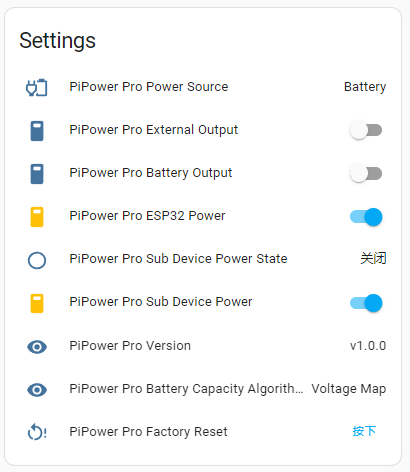 Settings
PiPower Pro Power Source Battery
PiPower Pro External Output
PiPower Pro Battery Output
PiPower Pro ESP32 Power
PiPower Pro Sub Device Power State 关闭
PiPower Pro Sub Device Power
PiPower Pro Version v1.0.0
PiPower Pro Battery Capacity Algorith... Voltage Map
PiPower Pro Factory Reset 按下